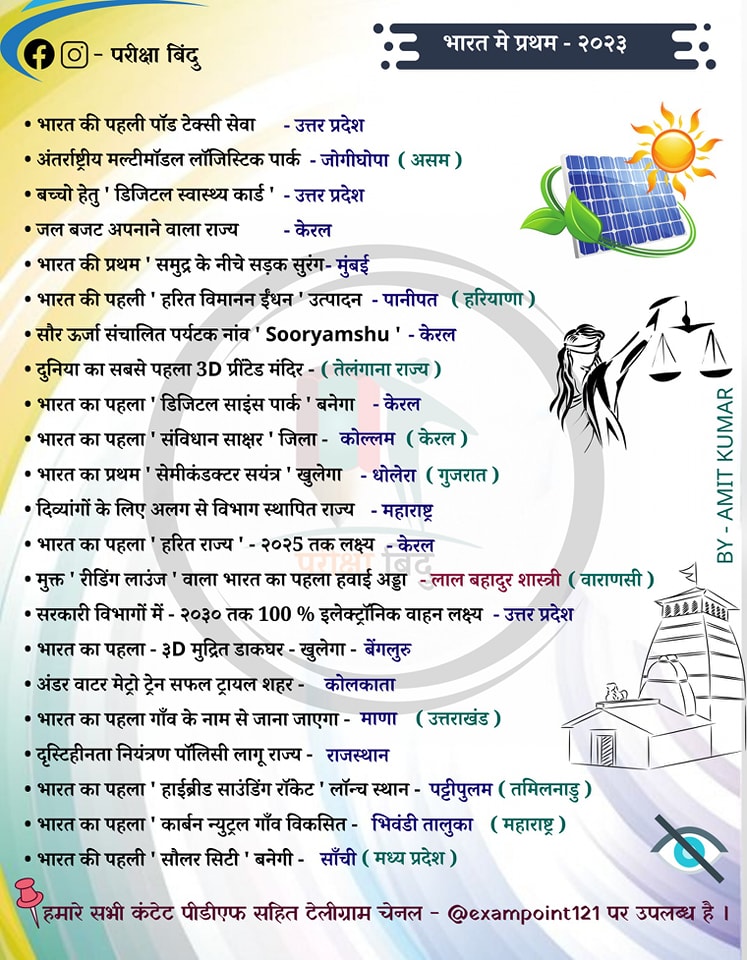 - परीक्षा बिंदु
भारत मे प्रथम - २०२३
• भारत की पहली पॉड टेक्सी सेवा - उत्तर प्रदेश
• अंतर्राष्ट्रीय मल्टीमॉडल लॉजिस्टिक पार्क - जोगीघोपा ( असम )
• बच्चो हेतु ' डिजिटल स्वास्थ्य कार्ड ' - उत्तर प्रदेश
• जल बजट अपनाने वाला राज्य - केरल
• भारत की प्रथम ' समुद्र के नीचे सड़क सुरंग- मुंबई
• भारत की पहली ' हरित विमानन ईंधन ' उत्पादन - पानीपत ( हरियाणा )
• सौर ऊर्जा संचालित पर्यटक नांव ' Sooryamshu ' - केरल
• दुनिया का सबसे पहला 3D प्रींटेड मंदिर - ( तेलंगाना राज्य )
• भारत का पहला ' डिजिटल साइंस पार्क ' बनेगा - केरल
• भारत का पहला ' संविधान साक्षर ' जिला - कोल्लम ( केरल )
• भारत का प्रथम ' सेमीकंडक्टर सयंत्र ' खुलेगा - धोलेरा ( गुजरात )
• दिव्यांगों के लिए अलग से विभाग स्थापित राज्य - महाराष्ट्र
• भारत का पहला ' हरित राज्य ' - २०२5 तक लक्ष्य - केरल
परीक्षा बिंदु
• मुक्त ' रीडिंग लाउंज ' वाला भारत का पहला हवाई अड्डा - लाल बहादुर शास्त्री ( वाराणसी )
• सरकारी विभागों में - २०३० तक 100 % इलेक्ट्रॉनिक वाहन लक्ष्य - उत्तर प्रदेश
• भारत का पहला - ३D मुद्रित डाकघर - खुलेगा - बेंगलुरु
• अंडर वाटर मेट्रो ट्रेन सफल ट्रायल शहर - कोलकाता
• भारत का पहला गाँव के नाम से जाना जाएगा - माणा ( उत्तराखंड )
• दृस्टिहीनता नियंत्रण पॉलिसी लागू राज्य - राजस्थान
• भारत का पहला ' हाईब्रीड साउंडिंग रॉकेट ' लॉन्च स्थान - पट्टीपुलम ( तमिलनाडु )
• भारत का पहला ' कार्बन न्युट्रल गाँव विकसित - भिवंडी तालुका ( महाराष्ट्र )
• भारत की पहली ' सौलर सिटी ' बनेगी - साँची ( मध्य प्रदेश )
BY - AMIT KUMAR
हमारे सभी कंटेट पीडीएफ सहित टेलीग्राम चेनल - @exampoint121 पर उपलब्ध है ।